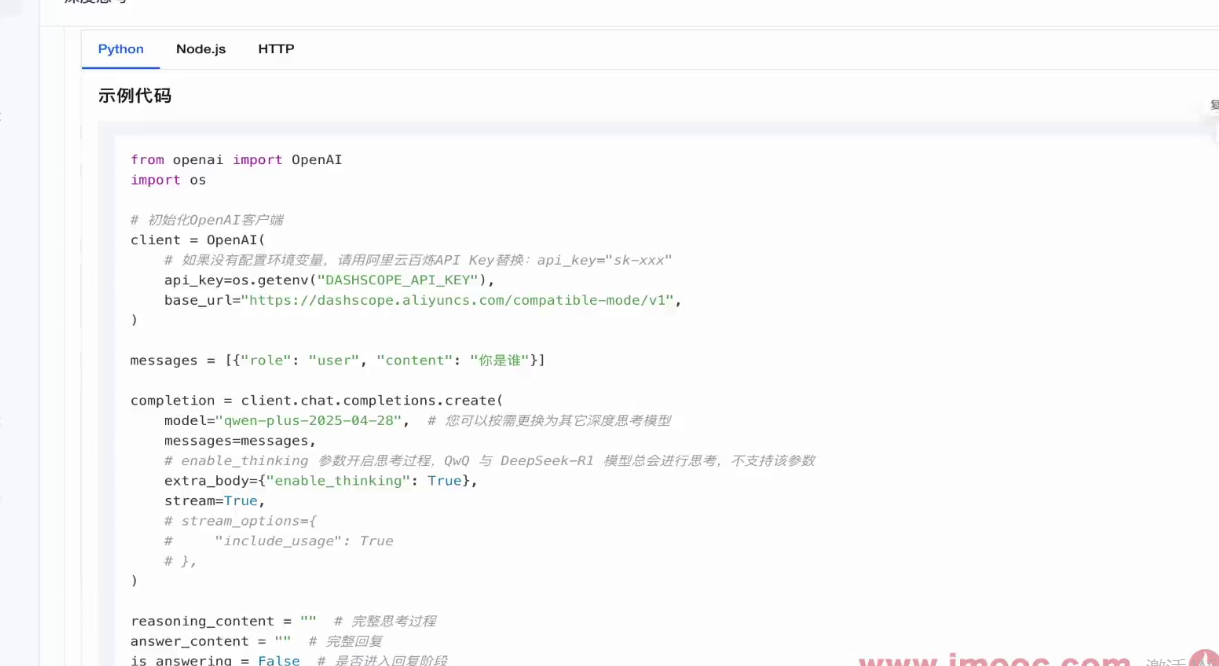 深度思考
Python Node.js HTTP
示例代码
from openai import OpenAI
import os
# 初始化OpenAI客户端
client = OpenAI(
# 如果没有配置环境变量，请用阿里云百炼API Key替换：api_key="sk-xxx"
api_key=os.getenv("DASHSCOPE_API_KEY"),
base_url="https://dashscope.aliyuncs.com/compatible-mode/v1",
)
messages = [{"role": "user", "content": "你是谁"}]
completion = client.chat.completions.create(
model="qwen-plus-2025-04-28",  # 您可以按需更换为其它深度思考模型
messages=messages,
# enable_thinking 参数开启思考过程，QwQ 与 DeepSeek-R1 模型总会进行思考，不支持该参数
extra_body={"enable_thinking": True},
stream=True,
# stream_options={
#     "include_usage": True
# },
)
reasoning_content = ""  # 完整思考过程
answer_content = ""  # 完整回复
is_answering = False  # 是否进入回复阶段
www.imooc.com 激活